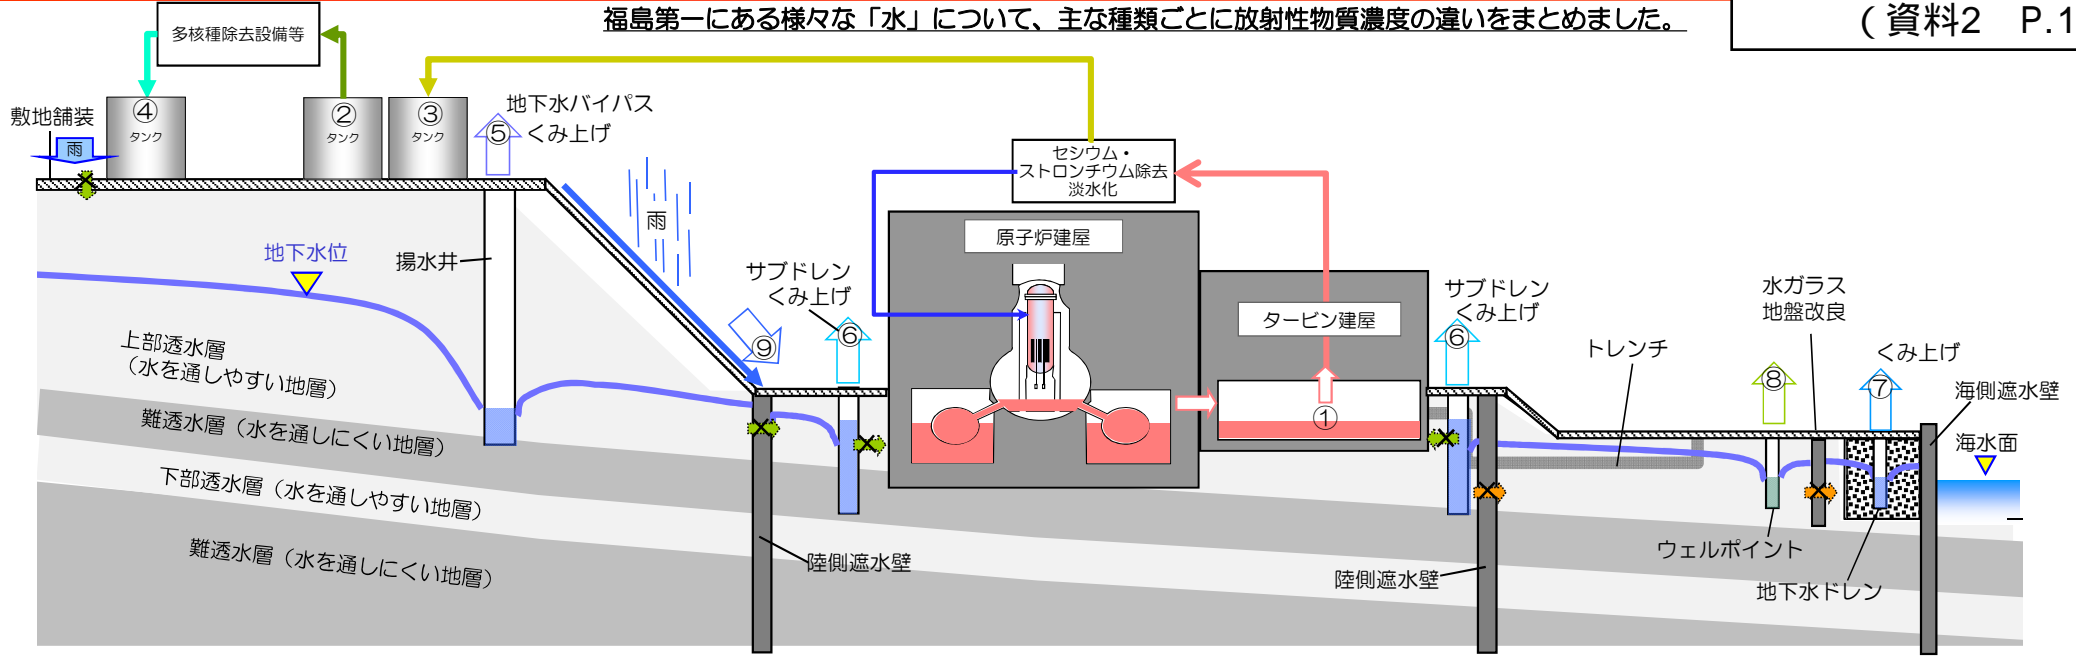 福島第一にある様々な「水」について、主な種類ごとに放射性物質濃度の違いをまとめました。
（資料2　P.1
多核種除去設備等
敷地舗装
雨
④
タンク
②
タンク
③
タンク
⑤
地下水バイパス
くみ上げ
セシウム・
ストロンチウム除去
淡水化
雨
原子炉建屋
地下水位
揚水井
サブドレン
くみ上げ
⑥
⑨
タービン建屋
①
サブドレン
くみ上げ
⑥
水ガラス
地盤改良
トレンチ
くみ上げ
⑧
⑦
海側遮水壁
海水面
上部透水層
（水を通しやすい地層）
難透水層（水を通しにくい地層）
下部透水層（水を通しやすい地層）
難透水層（水を通しにくい地層）
陸側遮水壁
陸側遮水壁
ウェルポイント
地下水ドレン